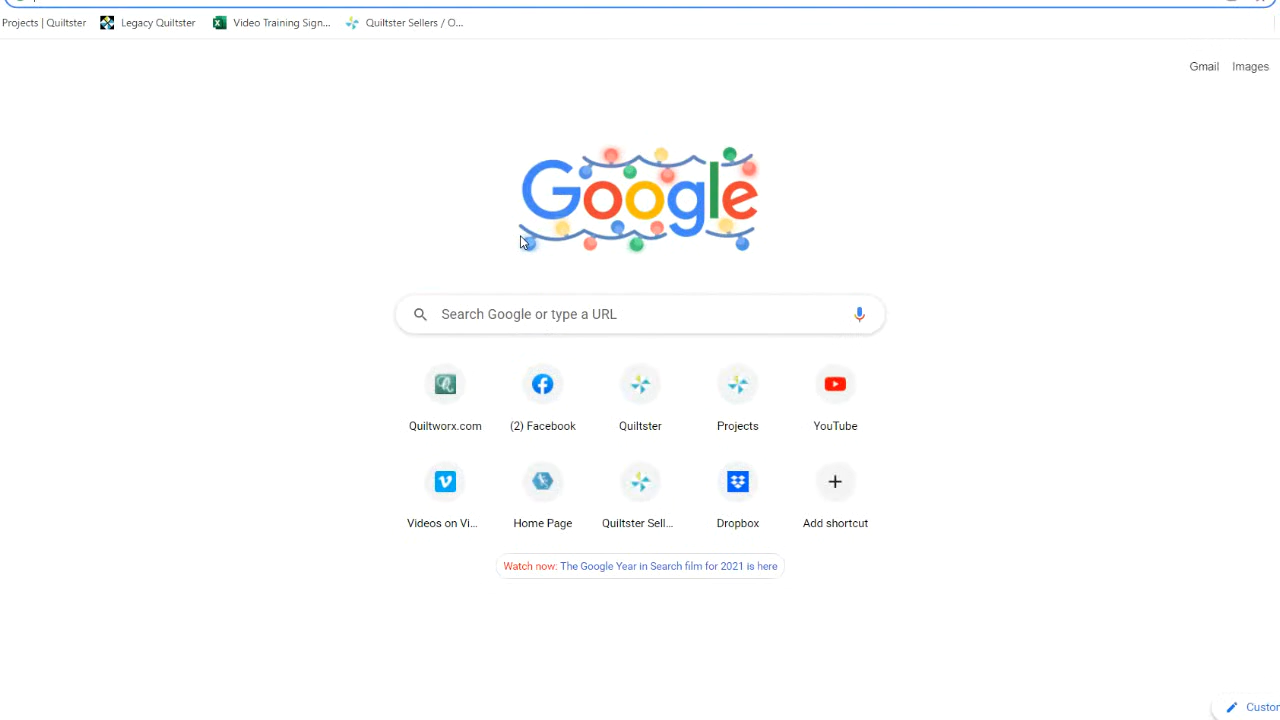 Projects | Quiltster Legacy Quiltster Video Training Sign... Quiltster Sellers / O...
Gmail Images
Google
Search Google or type a URL
Quiltworx.com (2) Facebook Quiltster Projects YouTube
Videos on Vi... Home Page Quiltster Sell... Dropbox Add shortcut
Watch now: The Google Year in Search film for 2021 is here
Custom